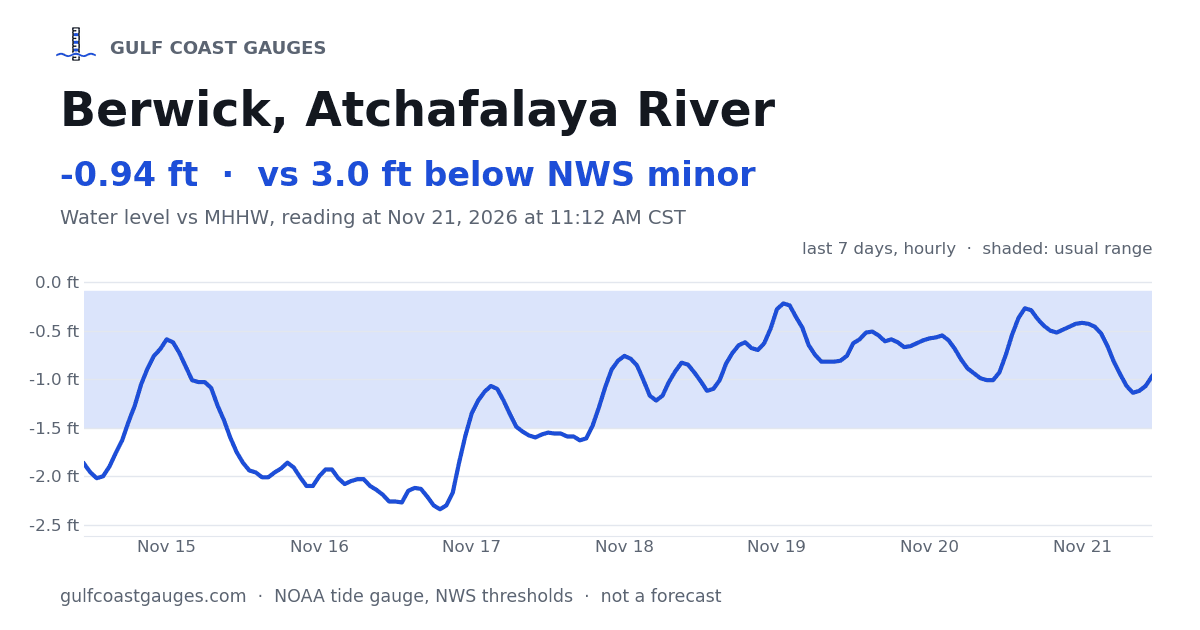 GULF COAST GAUGES
Berwick, Atchafalaya River
-0.94 ft · vs 3.0 ft below NWS minor
Water level vs MHHW, reading at Nov 21, 2026 at 11:12 AM CST
last 7 days, hourly · shaded: usual range
0.0 ft
-0.5 ft
-1.0 ft
-1.5 ft
-2.0 ft
-2.5 ft
Nov 15 Nov 16 Nov 17 Nov 18 Nov 19 Nov 20 Nov 21
gulfcoastgauges.com · NOAA tide gauge, NWS thresholds · not a forecast